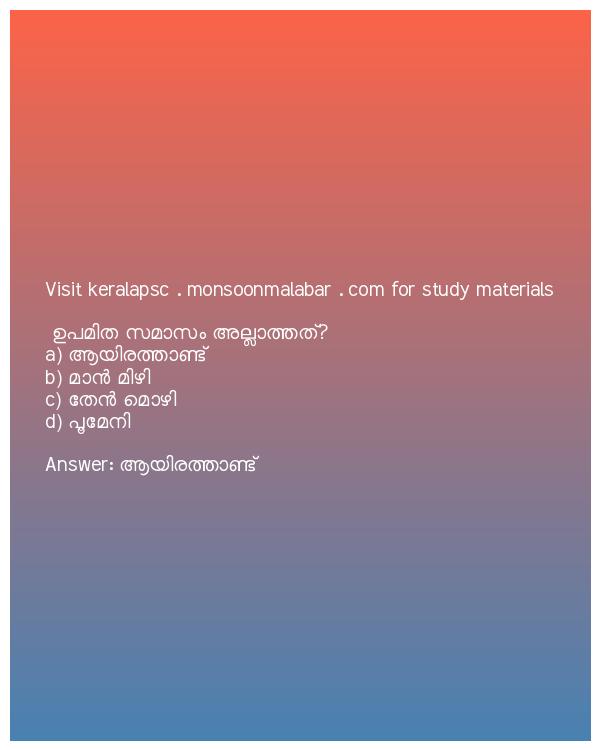 Visit keralapsc . monsoonmalabar . com for study materials
ഉപമിത സമാസം അല്ലാത്തത്?
a) ആയിരത്താണ്ട്
b) മാൻ മിഴി
c) തേൻ മൊഴി
d) പൂമേനി
Answer: ആയിരത്താണ്ട്